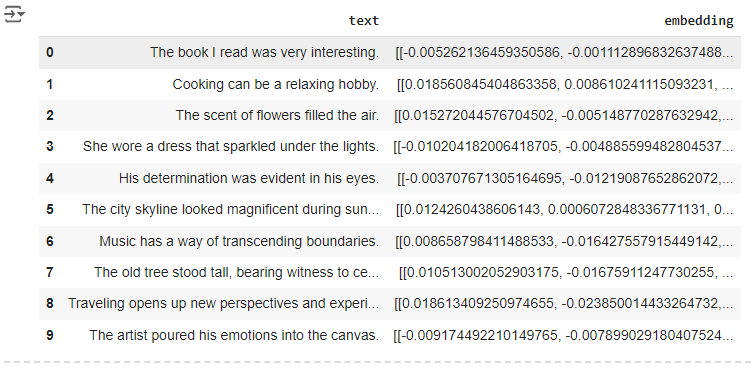 text embedding
0 The book I read was very interesting. [[-0.005262136459350586, -0.001112896832637488...
1 Cooking can be a relaxing hobby. [[0.018560845404863358, 0.008610241115093231, ...
2 The scent of flowers filled the air. [[0.015272044576704502, -0.005148770287632942,...
3 She wore a dress that sparkled under the lights. [[-0.010204182006418705, -0.004885599482804537...
4 His determination was evident in his eyes. [[-0.003707671305164695, -0.01219087652862072,...
5 The city skyline looked magnificent during sun... [[0.0124260438606143, 0.0006072848336771131, 0...
6 Music has a way of transcending boundaries. [[0.008658798411488533, -0.016427557915449142,...
7 The old tree stood tall, bearing witness to ce... [[0.010513002052903175, -0.01675911247730255, ...
8 Traveling opens up new perspectives and experi... [[0.018613409250974655, -0.023850014433264732,...
9 The artist poured his emotions into the canvas. [[-0.009174492210149765, -0.007899029180407524...